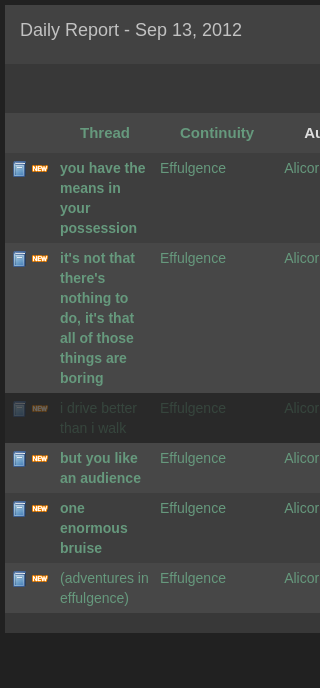 Daily Report - Sep 13, 2012
Thread Continuity Au
NEW you have the Effulgence Alicor
means in
your
possession
NEW it's not that Effulgence Alicor
there's
nothing to
do, it's that
all of those
things are
boring
NEW i drive better Effulgence Alicor
than i walk
NEW but you like Effulgence Alicor
an audience
NEW one Effulgence Alicor
enormous
bruise
NEW (adventures in Effulgence Alicor
effulgence)